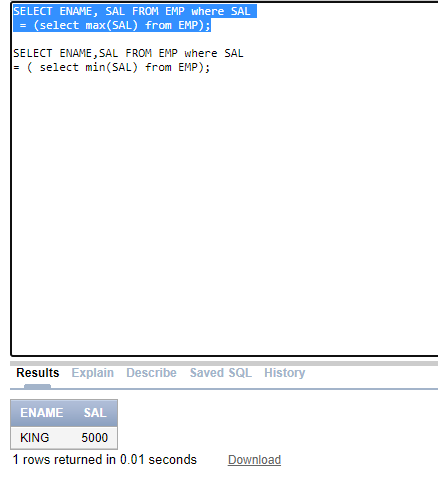 SELECT ENAME, SAL FROM EMP where SAL
= (select max(SAL) from EMP);
SELECT ENAME,SAL FROM EMP where SAL
= ( select min(SAL) from EMP);
Results Explain Describe Saved SQL History
ENAME SAL
KING 5000
1 rows returned in 0.01 seconds Download